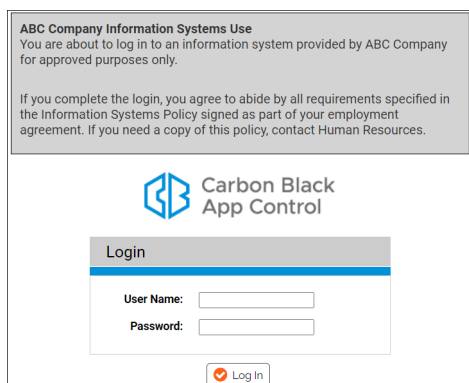 ABC Company Information Systems Use
You are about to log in to an information system provided by ABC Company
for approved purposes only.
If you complete the login, you agree to abide by all requirements specified in
the Information Systems Policy signed as part of your employment
agreement. If you need a copy of this policy, contact Human Resources.
Carbon Black
App Control
Login
User Name:
Password:
Log In